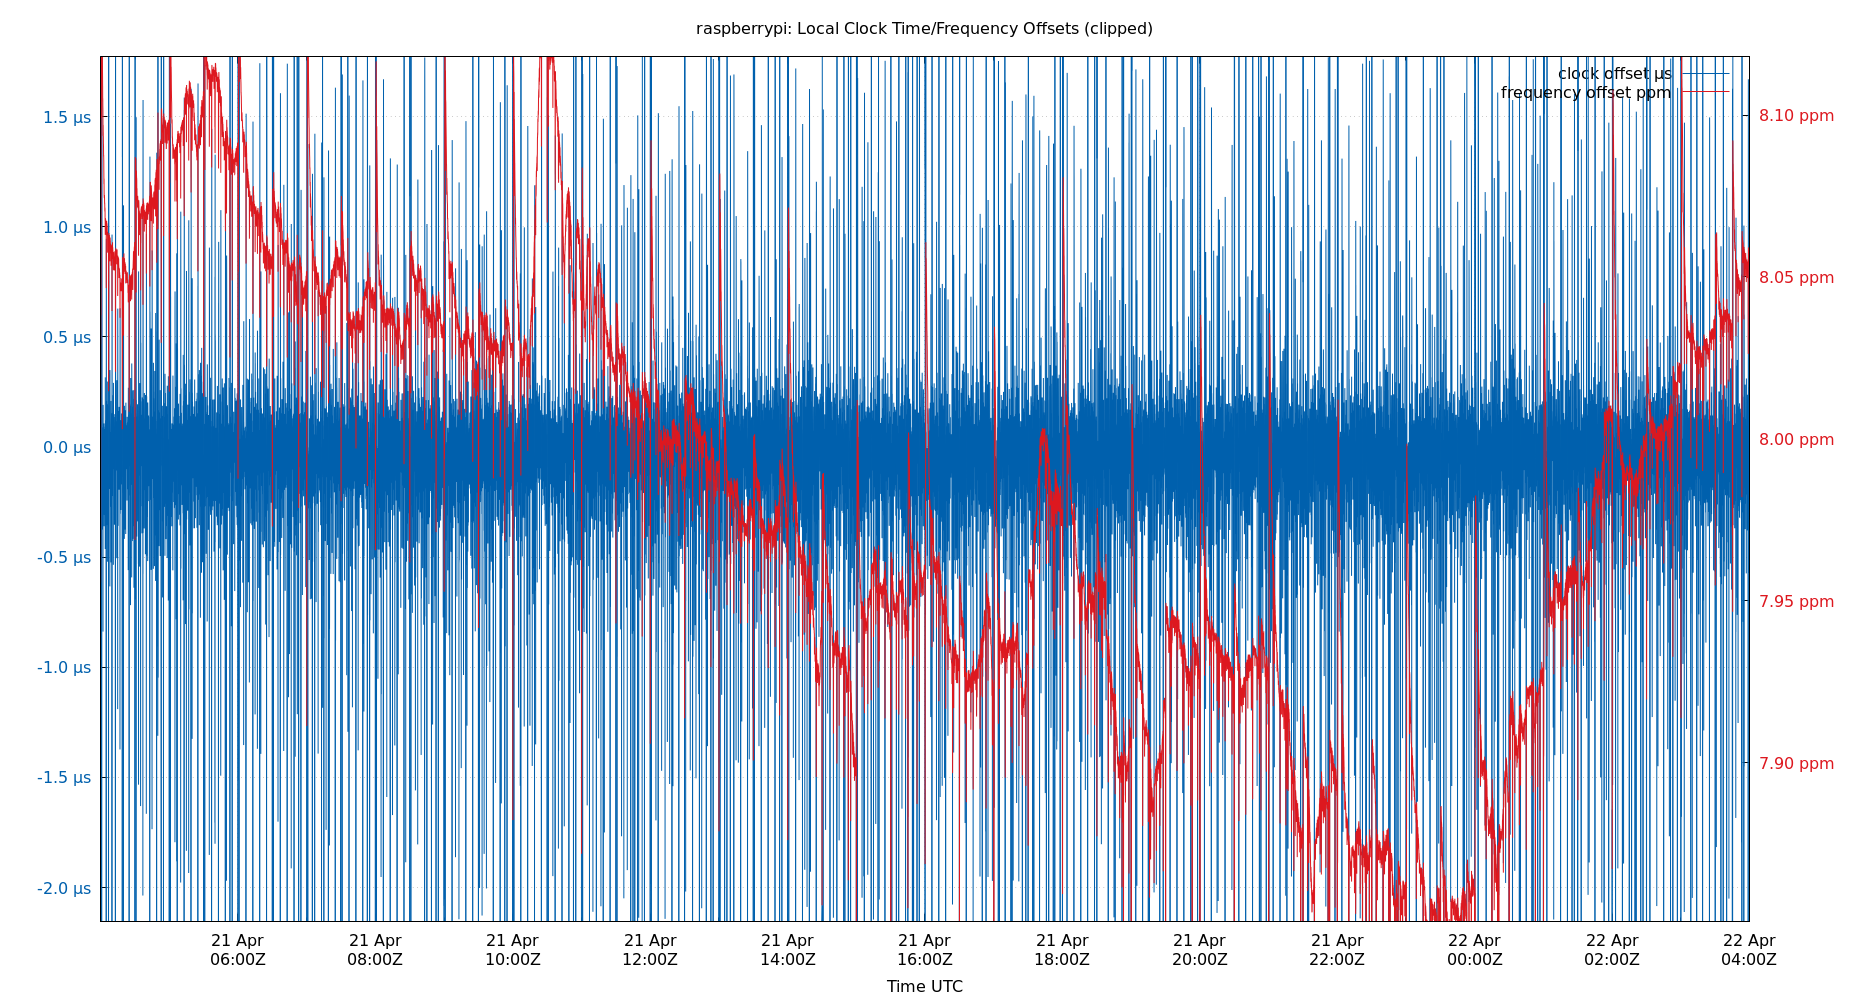 raspberrypi: Local Clock Time/Frequency Offsets (clipped)
clock offset µs
frequency offset ppm
1.5 µs
1.0 µs
0.5 µs
0.0 µs
-0.5 µs
-1.0 µs
-1.5 µs
-2.0 µs
8.10 ppm
8.05 ppm
8.00 ppm
7.95 ppm
7.90 ppm
21 Apr 21 Apr 21 Apr 21 Apr 21 Apr 21 Apr 21 Apr 21 Apr 21 Apr 22 Apr 22 Apr 22 Apr
06:00Z 08:00Z 10:00Z 12:00Z 14:00Z 16:00Z 18:00Z 20:00Z 22:00Z 00:00Z 02:00Z 04:00Z
Time UTC